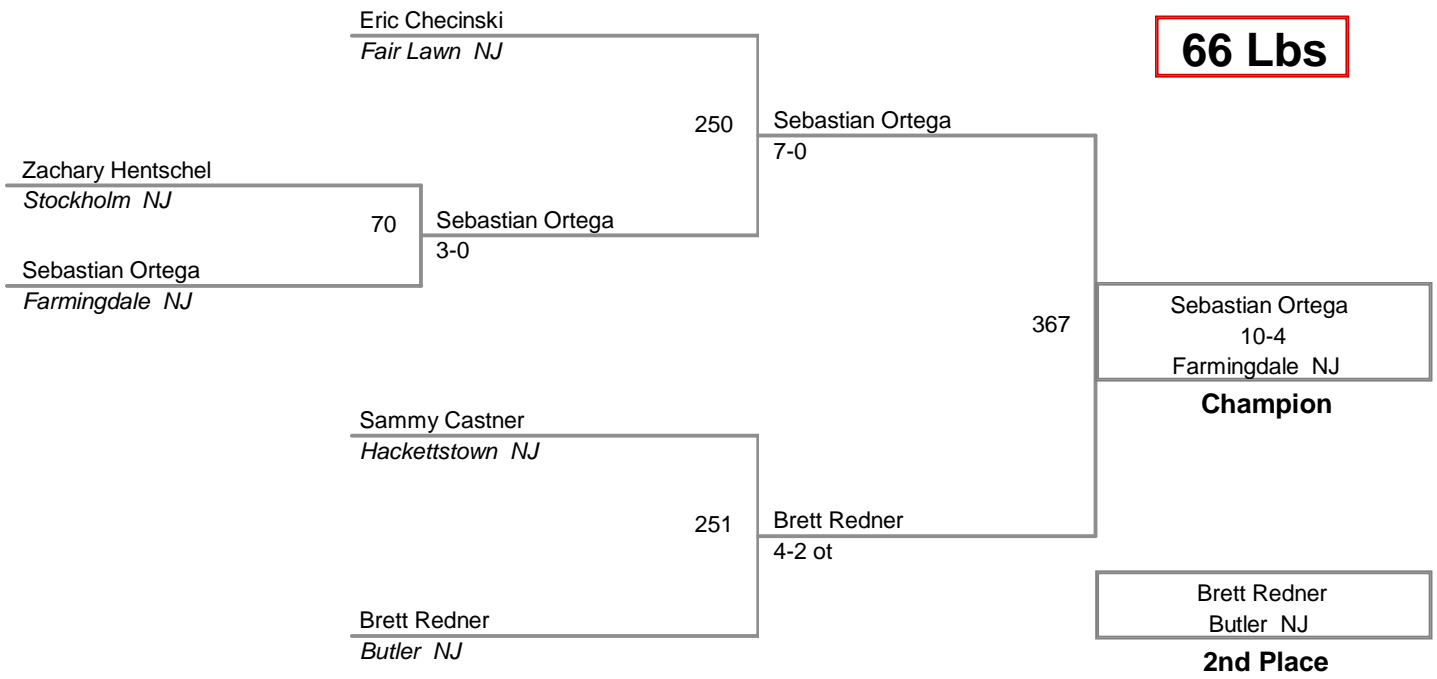 Eric Checinski
Fair Lawn NJ
66 Lbs
250
Sebastian Ortega
7-0
Zachary Hentschel
Stockholm NJ
70
Sebastian Ortega
3-0
Sebastian Ortega
Farmingdale NJ
367
Sebastian Ortega
10-4
Farmingdale NJ
Champion
Sammy Castner
Hackettstown NJ
251
Brett Redner
4-2 ot
Brett Redner
Butler NJ
Brett Redner
Butler NJ
2nd Place